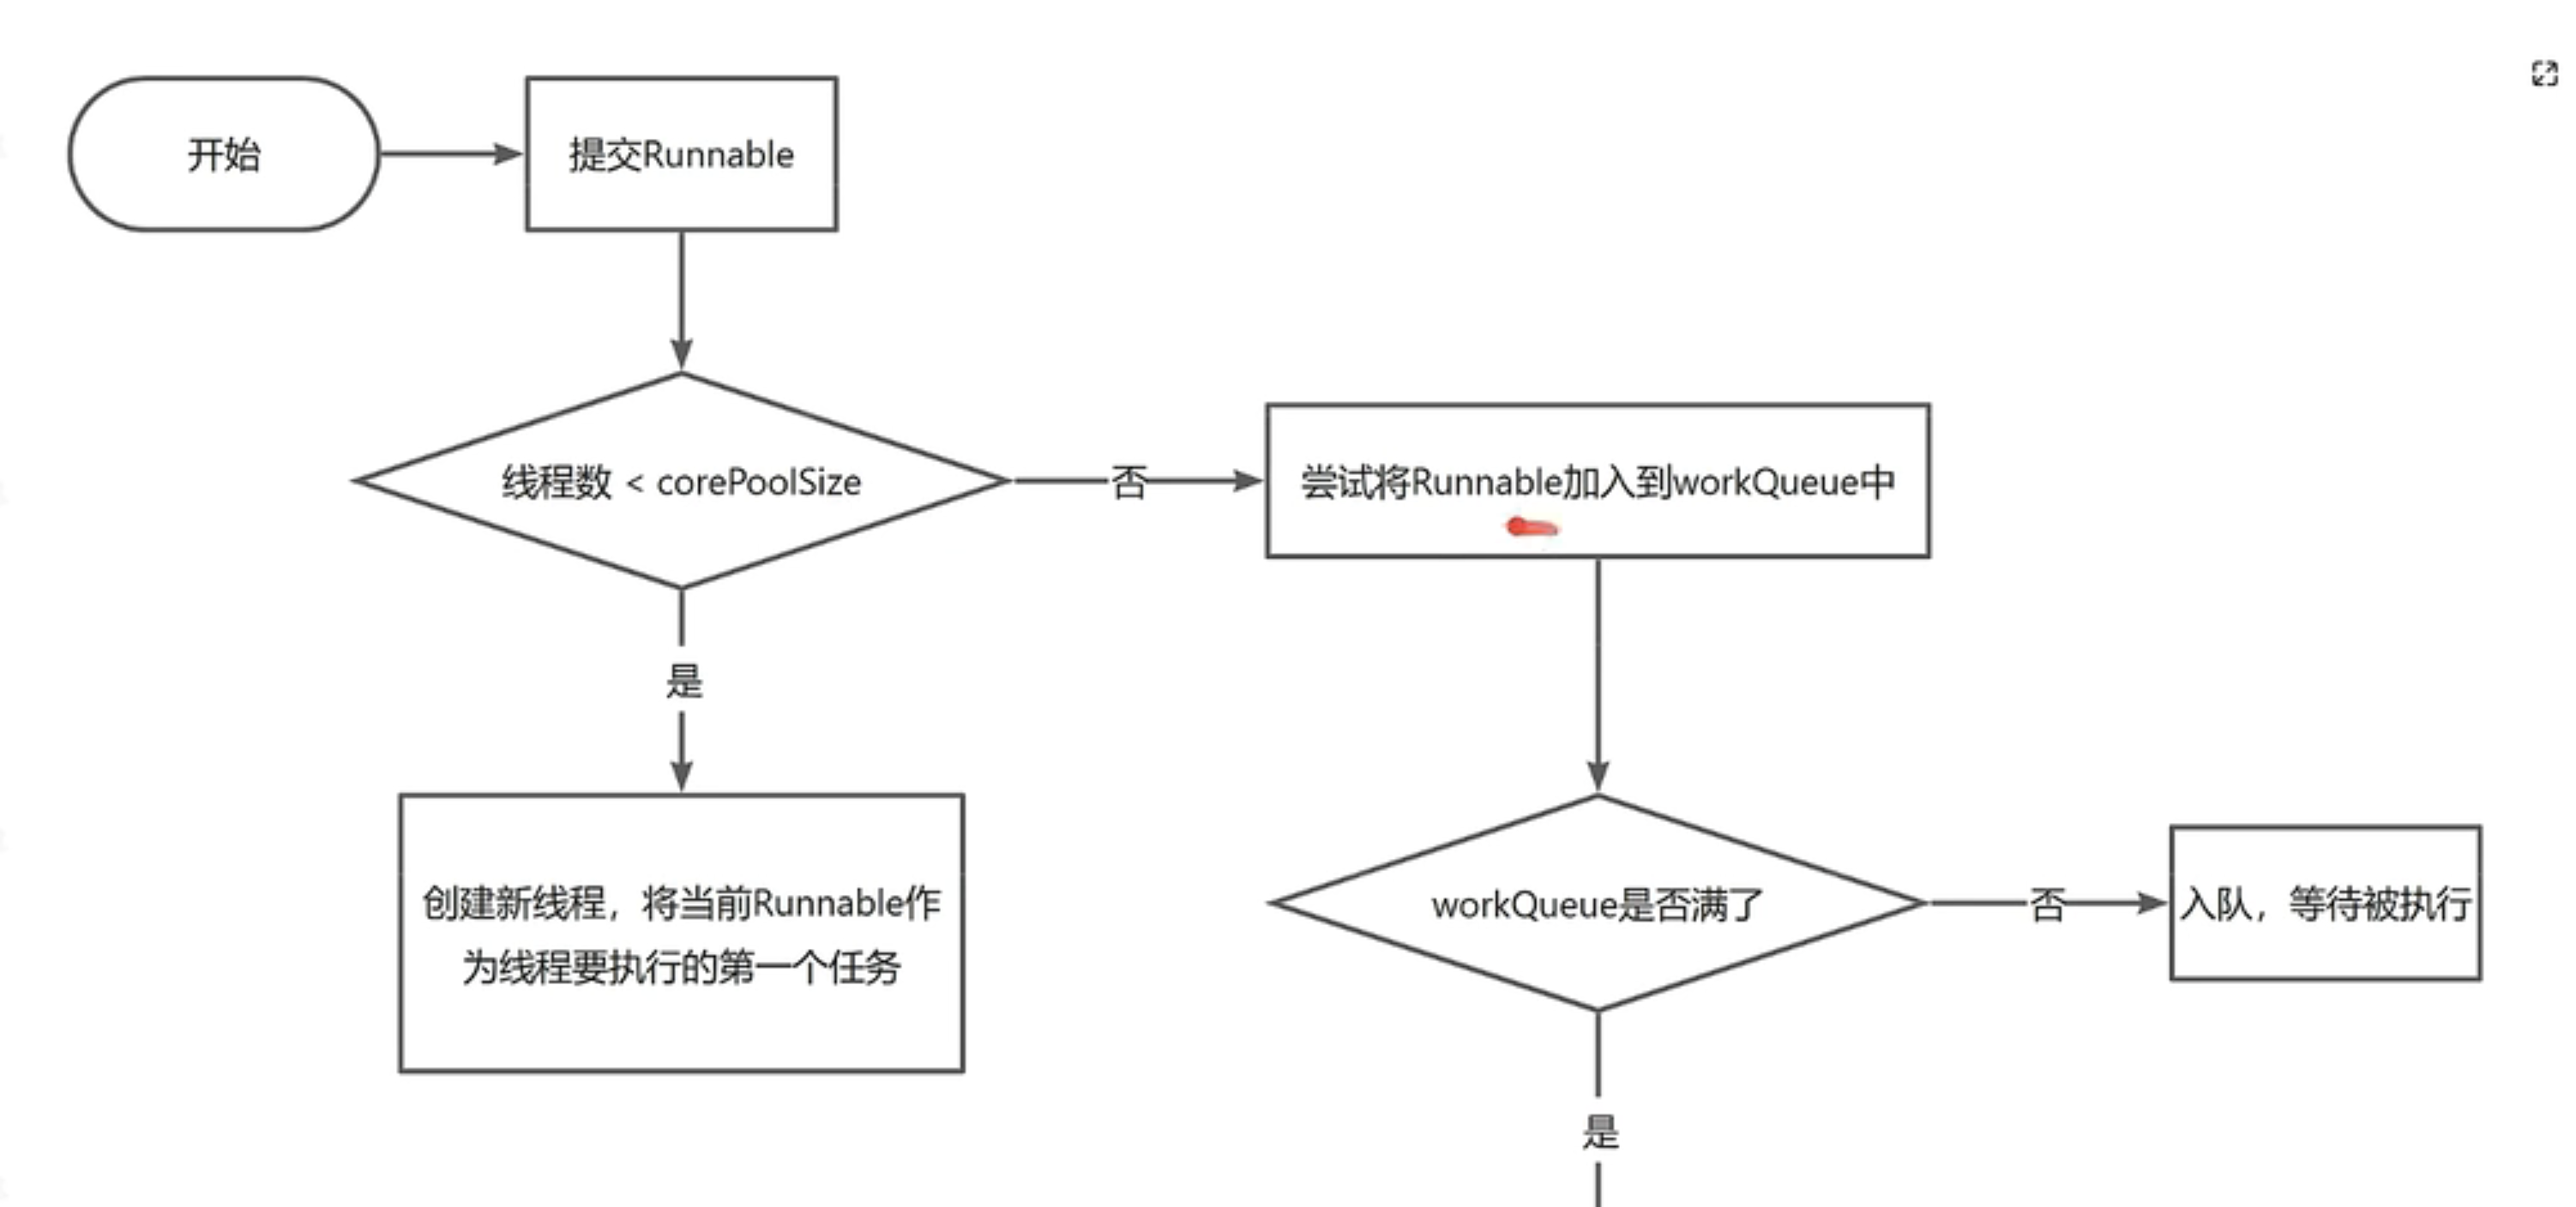 开始
提交Runnable
线程数 < corePoolSize
否
尝试将Runnable加入到workQueue中
是
创建新线程，将当前Runnable作
为线程要执行的第一个任务
workQueue是否满了
否
入队，等待被执行
是